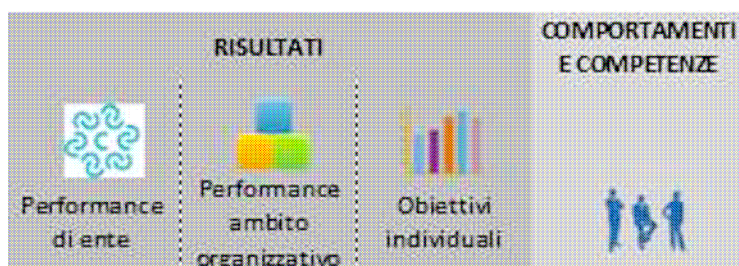 RISULTATI
COMPORTAMENTI
E COMPETENZE
Performance
di ente
Performance
ambito
organizzativo
Obiettivi
individuali